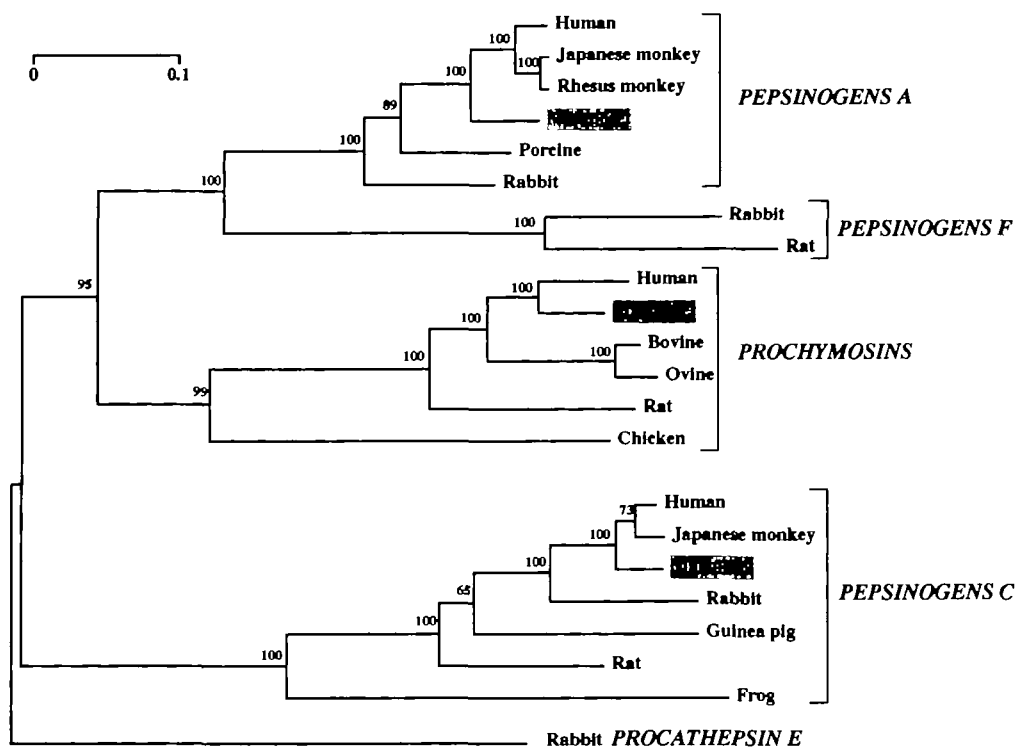 Human
100
0
0.1
Japanese monkey
100
100
Rhesus monkey
PEPSINOGENS A
89
100
Poreine
100
Rabbit
100
Rabbit
PEPSINOGENS F
Rat
95
Human
100
100
Bovine
PROCHYMOSINS
100
100
Ovine
99
Rat
Chicken
Human
73
Japanese monkey
100
100
PEPSINOGENS C
65
Rabbit
100
Guinea pig
100
Rat
Frog
Rabbit PROCATHEPSIN E